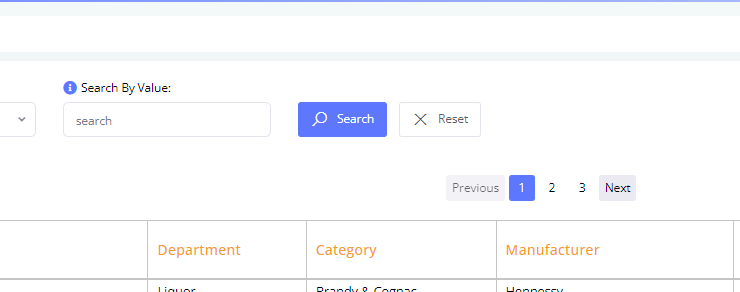 Search By Value:
search
Search
Reset
Previous 1 2 3 Next
Department Category Manufacturer
Liquor Brandy & Cognac Hennessy